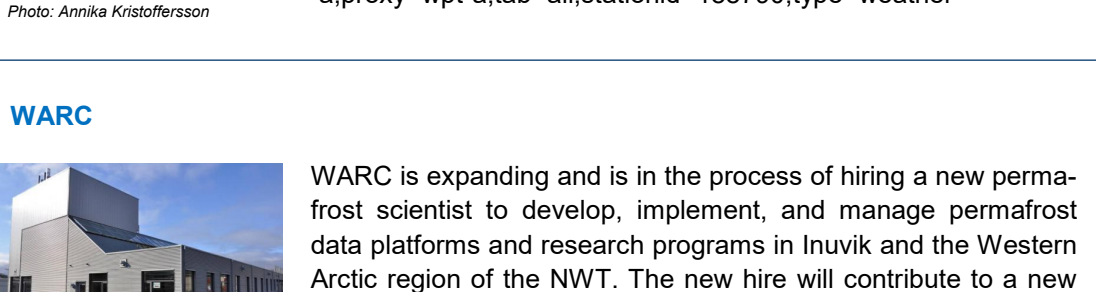 Photo: Annika Kristoffersson
WARC
WARC is expanding and is in the process of hiring a new perma-
frost scientist to develop, implement, and manage permafrost
data platforms and research programs in Inuvik and the Western
Arctic region of the NWT. The new hire will contribute to a new